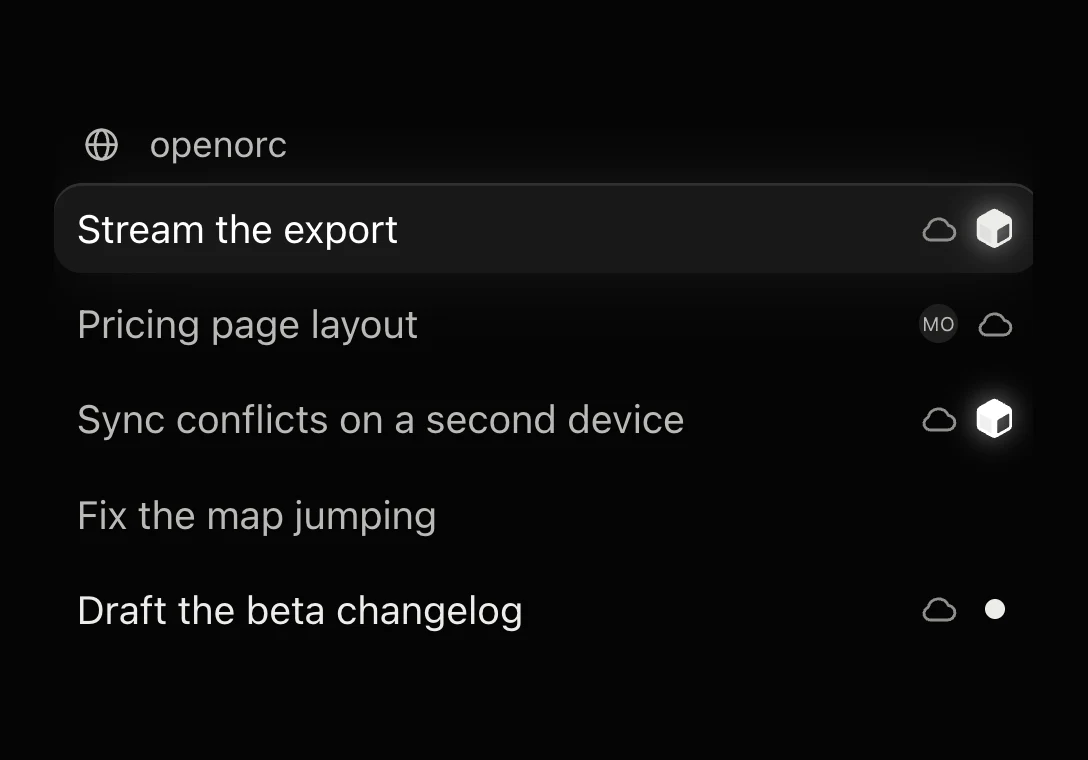 openorc
Stream the export
Pricing page layout MO
Sync conflicts on a second device
Fix the map jumping
Draft the beta changelog